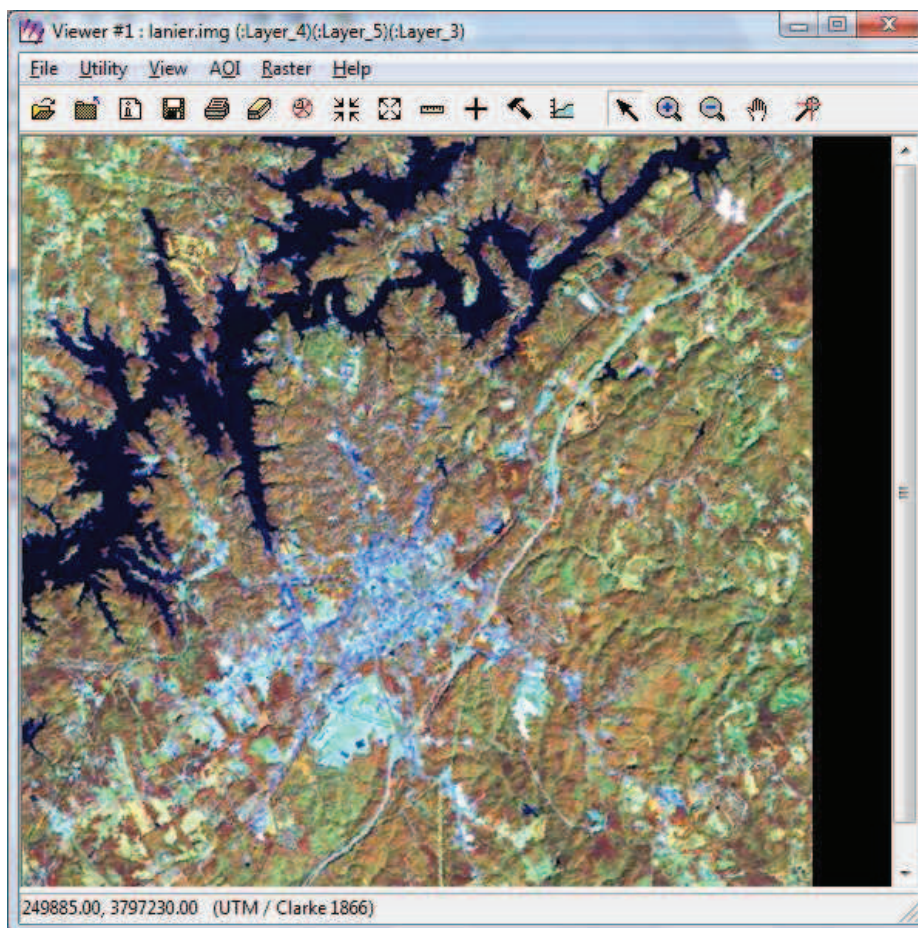 Viewer #1 : lanier.img (:Layer_4)(:Layer_5)(:Layer_3)
File Utility View AOI Raster Help
249885.00, 3797230.00 (UTM / Clarke 1866)